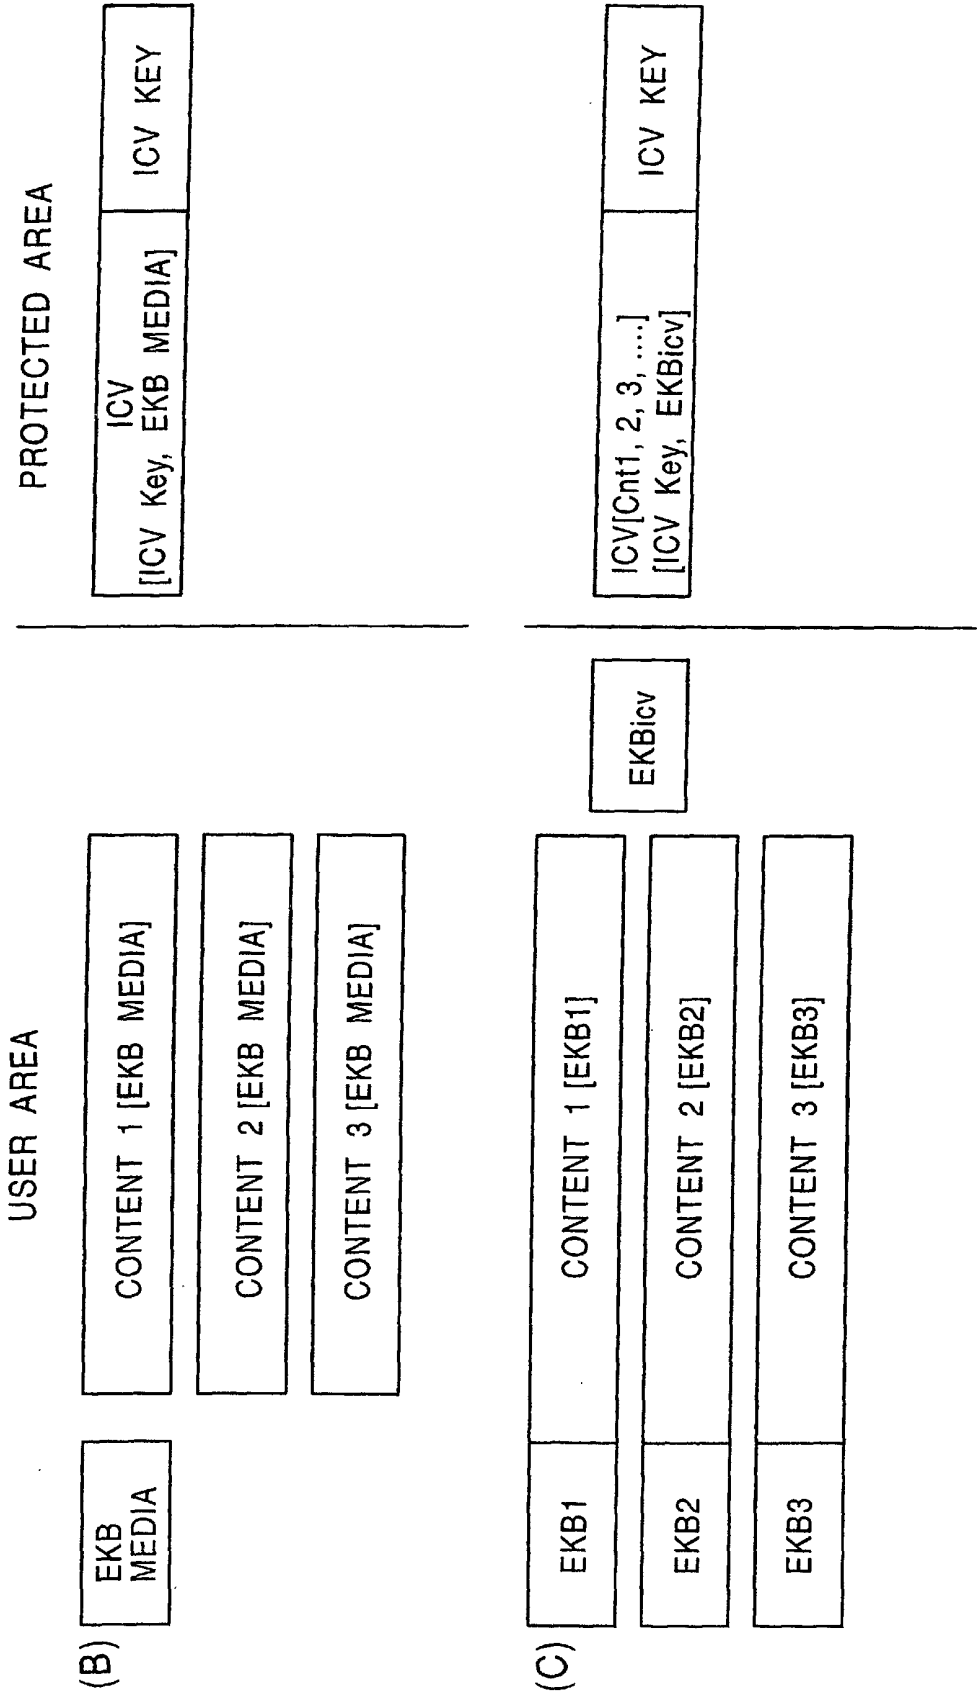 USER AREA
PROTECTED AREA
(B)
EKB
MEDIA
CONTENT 1 [EKB MEDIA]
CONTENT 2 [EKB MEDIA]
CONTENT 3 [EKB MEDIA]
ICV
[ICV Key, EKB MEDIA]
ICV KEY
(C)
EKB1
CONTENT 1 [EKB1]
EKB2
CONTENT 2 [EKB2]
EKB3
CONTENT 3 [EKB3]
EKBicv
ICV[Cnt1, 2, 3, ....]
[ICV Key, EKBicv]
ICV KEY